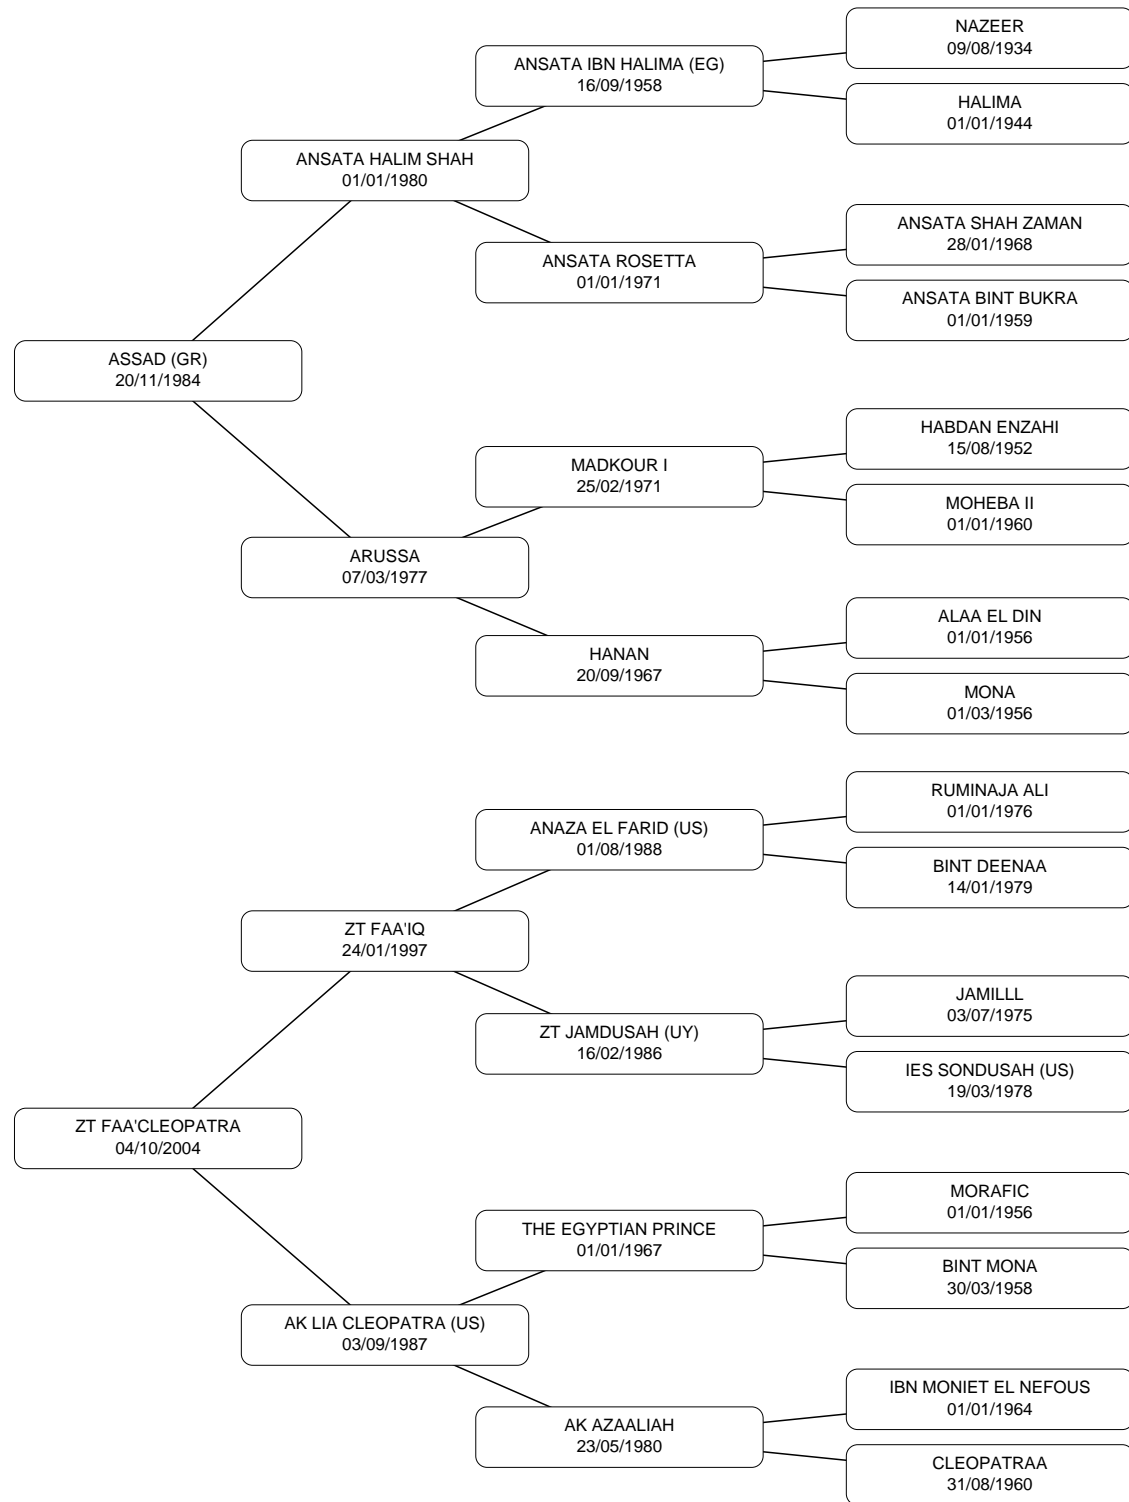 NAZEER
09/08/1934
ANSATA IBN HALIMA (EG)
16/09/1958
HALIMA
01/01/1944
ANSATA HALIM SHAH
01/01/1980
ANSATA SHAH ZAMAN
28/01/1968
ANSATA ROSETTA
01/01/1971
ANSATA BINT BUKRA
01/01/1959
ASSAD (GR)
20/11/1984
HABDAN ENZAHI
15/08/1952
MADKOUR I
25/02/1971
MOHEBA II
01/01/1960
ARUSSA
07/03/1977
ALAA EL DIN
01/01/1956
HANAN
20/09/1967
MONA
01/03/1956
RUMINAJA ALI
01/01/1976
ANAZA EL FARID (US)
01/08/1988
BINT DEENAA
14/01/1979
ZT FAA'IQ
24/01/1997
JAMILLL
03/07/1975
ZT JAMDUSAH (UY)
16/02/1986
IES SONDUSAH (US)
19/03/1978
ZT FAA'CLEOPATRA
04/10/2004
MORAFIC
01/01/1956
THE EGYPTIAN PRINCE
01/01/1967
BINT MONA
30/03/1958
AK LIA CLEOPATRA (US)
03/09/1987
IBN MONIET EL NEFOUS
01/01/1964
AK AZAALIAH
23/05/1980
CLEOPATRAA
31/08/1960